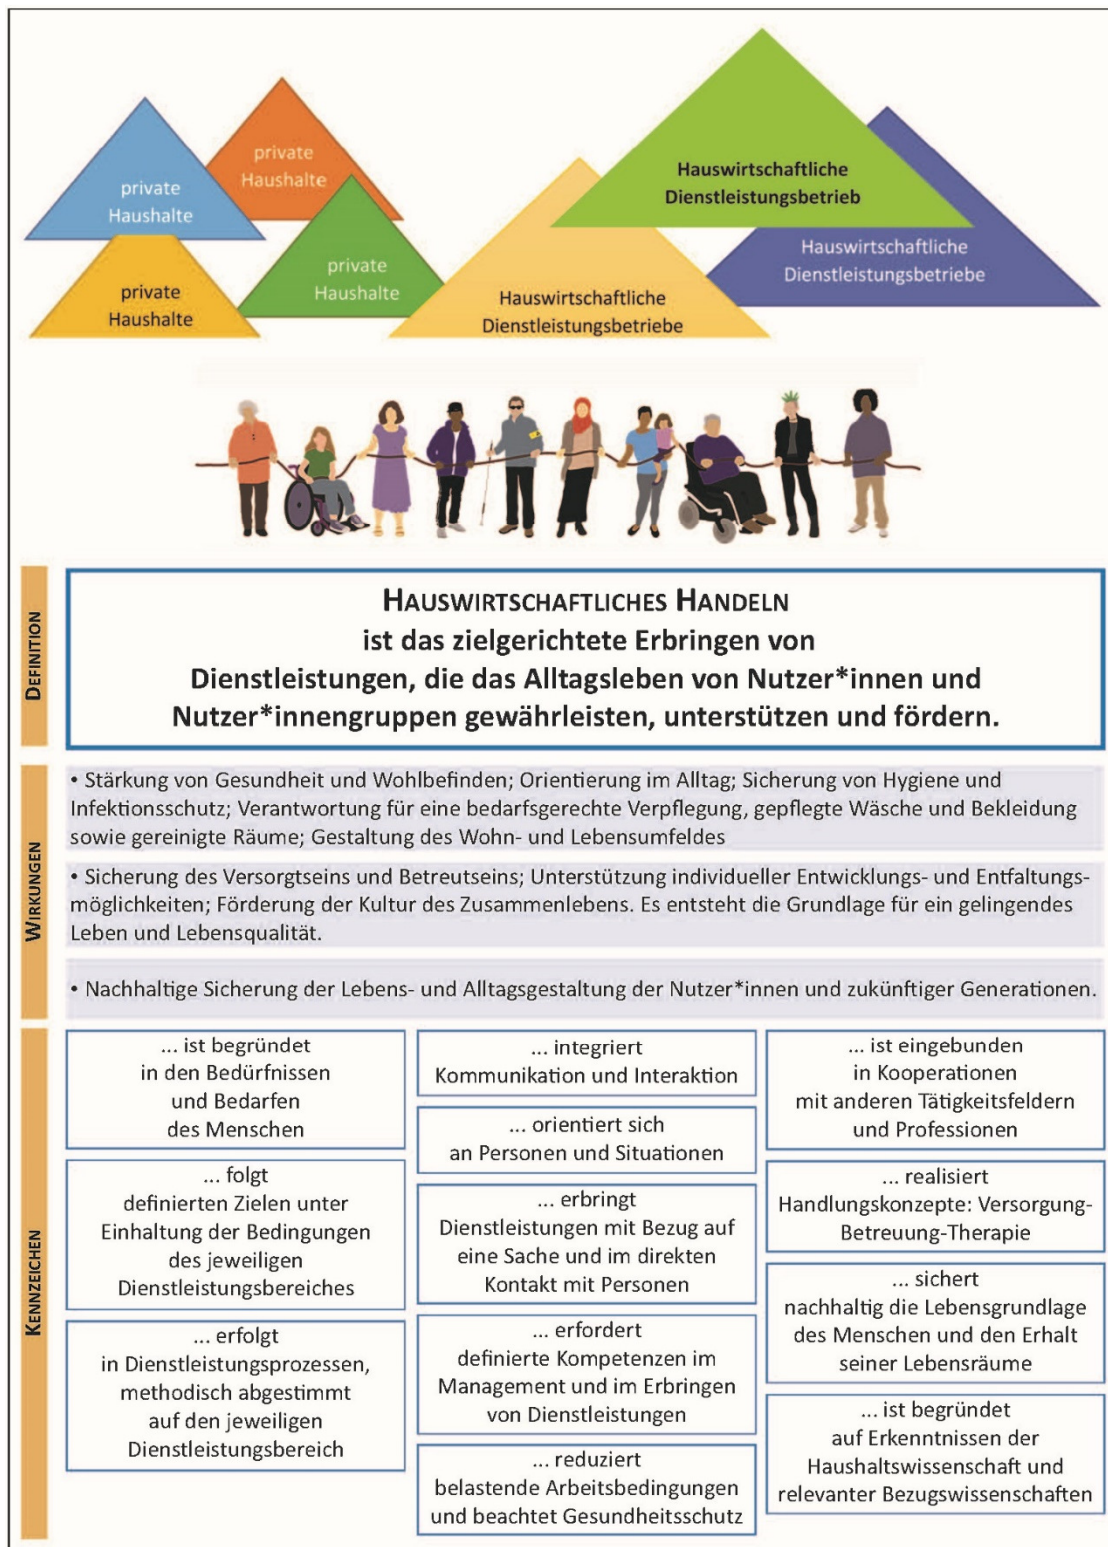 private
Haushalte
private
Haushalte
private
Haushalte
private
Haushalte
Hauswirtschaftliche
Dienstleistungsbetrieb
Hauswirtschaftliche
Dienstleistungsbetriebe
Hauswirtschaftliche
Dienstleistungsbetriebe
DEFINITION
HAUSWIRTSCHAFTLICHES HANDELN
ist das zielgerichtete Erbringen von
Dienstleistungen, die das Alltagsleben von Nutzer*innen und
Nutzer*innengruppen gewährleisten, unterstützen und fördern.
WIRKUNGEN
• Stärkung von Gesundheit und Wohlbefinden; Orientierung im Alltag; Sicherung von Hygiene und
Infektionsschutz; Verantwortung für eine bedarfsgerechte Verpflegung, gepflegte Wäsche und Bekleidung
sowie gereinigte Räume; Gestaltung des Wohn- und Lebensumfeldes
• Sicherung des Versorgtseins und Betreutseins; Unterstützung individueller Entwicklungs- und Entfaltungs-
möglichkeiten; Förderung der Kultur des Zusammenlebens. Es entsteht die Grundlage für ein gelingendes
Leben und Lebensqualität.
• Nachhaltige Sicherung der Lebens- und Alltagsgestaltung der Nutzer*innen und zukünftiger Generationen.
KENNZEICHEN
... ist begründet
in den Bedürfnissen
und Bedarfen
des Menschen
... folgt
definierten Zielen unter
Einhaltung der Bedingungen
des jeweiligen
Dienstleistungsbereiches
... erfolgt
in Dienstleistungsprozessen,
methodisch abgestimmt
auf den jeweiligen
Dienstleistungsbereich
... integriert
Kommunikation und Interaktion
... orientiert sich
an Personen und Situationen
... erbringt
Dienstleistungen mit Bezug auf
eine Sache und im direkten
Kontakt mit Personen
... erfordert
definierte Kompetenzen im
Management und im Erbringen
von Dienstleistungen
... reduziert
belastende Arbeitsbedingungen
und beachtet Gesundheitsschutz
... ist eingebunden
in Kooperationen
mit anderen Tätigkeitsfeldern
und Professionen
... realisiert
Handlungskonzepte: Versorgung-
Betreuung-Therapie
... sichert
nachhaltig die Lebensgrundlage
des Menschen und den Erhalt
seiner Lebensräume
... ist begründet
auf Erkenntnissen der
Haushaltswissenschaft und
relevanter Bezugswissenschaften